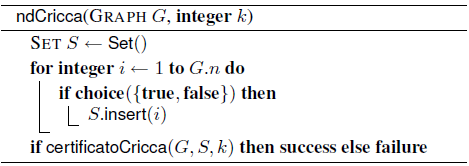 ndCricca(GRAPH G, integer k)
SET S ← Set()
for integer i ← 1 to G.n do
if choice({true, false}) then
S.insert(i)
if certificatoCricca(G, S, k) then success else failure